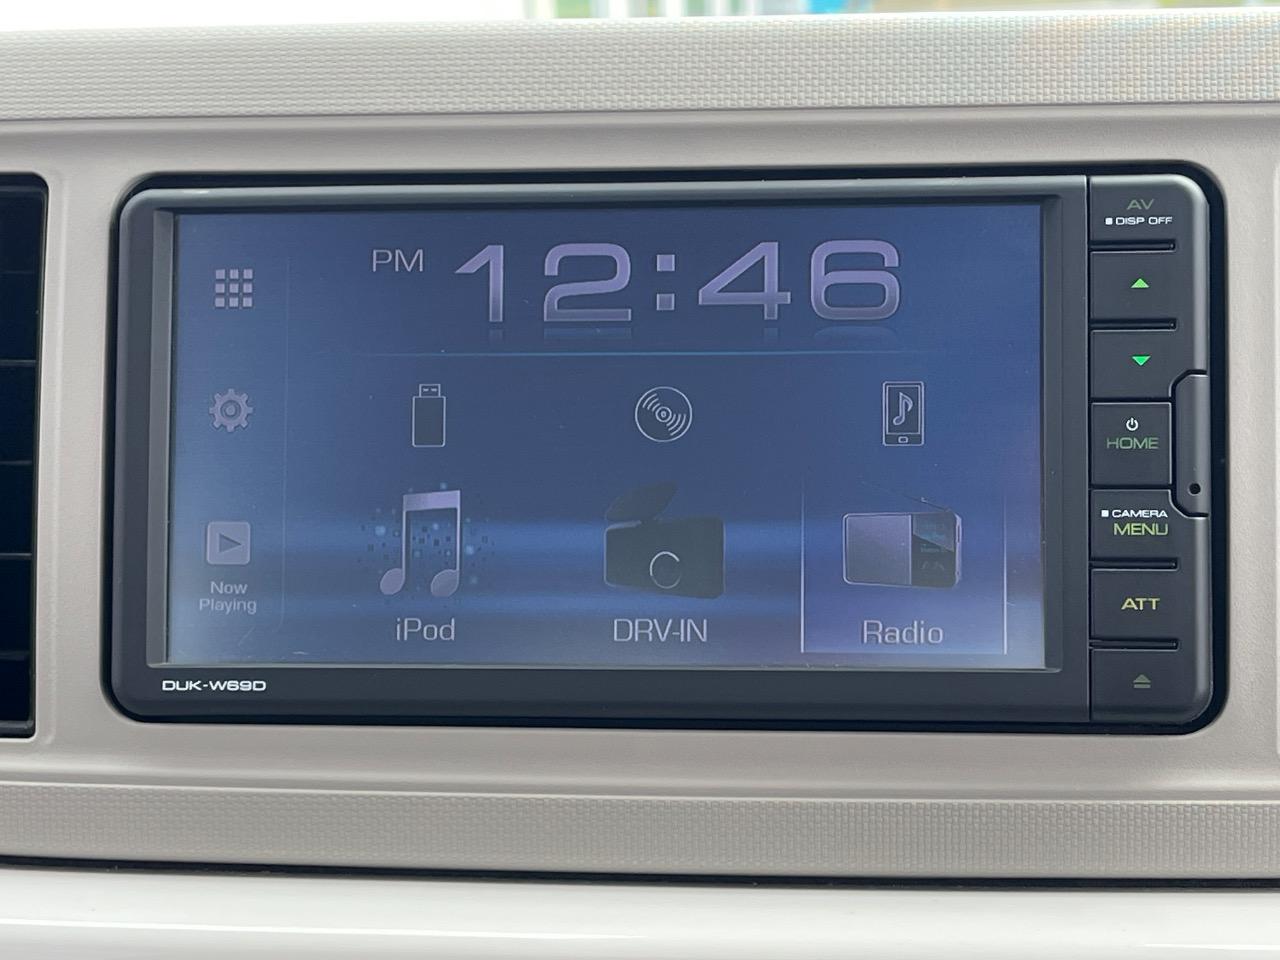 PM 12:46
Now
Playing
iPod
DRV-IN
Radio
DUK-W69D
AV
DISP OFF
HOME
CAMERA
MENU
ATT